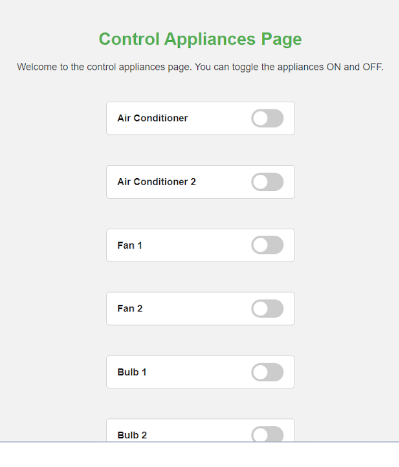 Control Appliances Page
Welcome to the control appliances page. You can toggle the appliances ON and OFF.
Air Conditioner
Air Conditioner 2
Fan 1
Fan 2
Bulb 1
Bulb 2